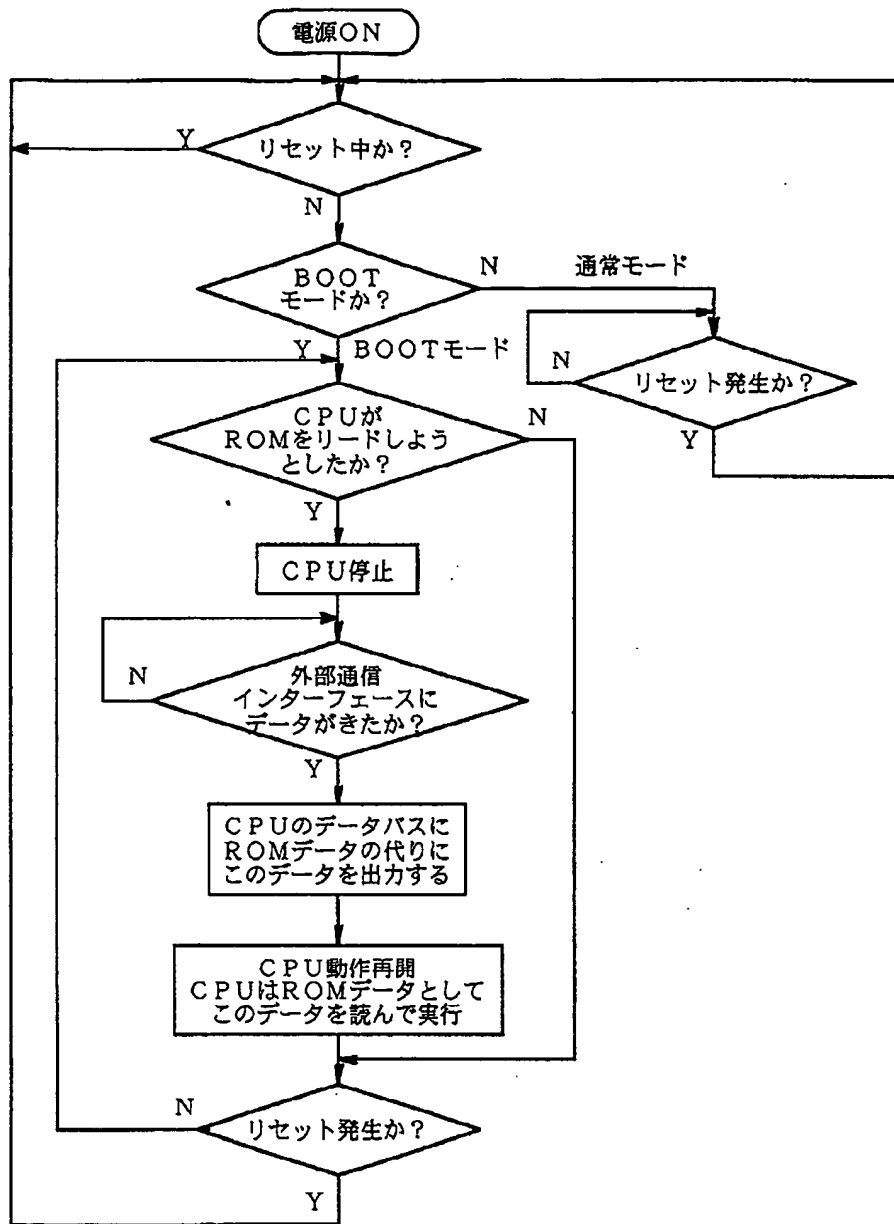 電源ON
Y
リセット中か？
N
BOOT
モードか？
N
通常モード
Y
BOOTモード
N
リセット発生か？
Y
CPUが
ROMをリードしよう
としたか？
N
Y
CPU停止
N
外部通信
インターフェースに
データがきたか？
Y
CPUのデータバスに
ROMデータの代りに
このデータを出力する
CPU動作再開
CPUはROMデータとして
このデータを読んで実行
N
リセット発生か？
Y